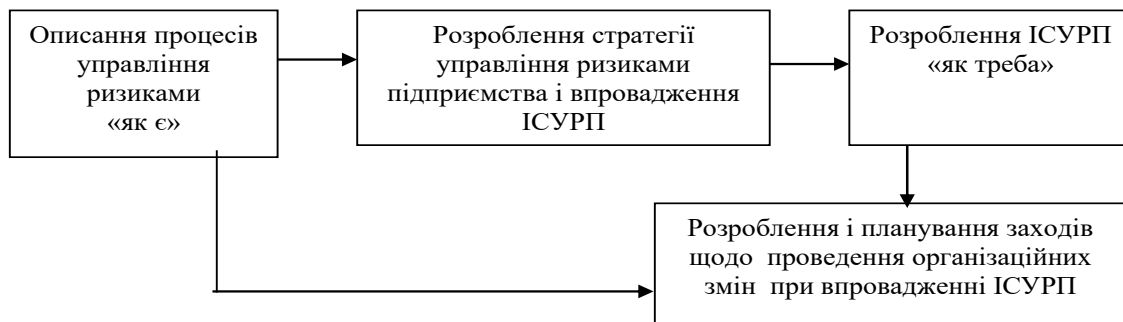 Описання процесів
управління
ризиками
«як є»
Розроблення стратегії
управління ризиками
підприємства і впровадження
ІСУРП
Розроблення ІСУРП
«як треба»
Розроблення і планування заходів
щодо проведення організаційних
змін при впровадженні ІСУРП